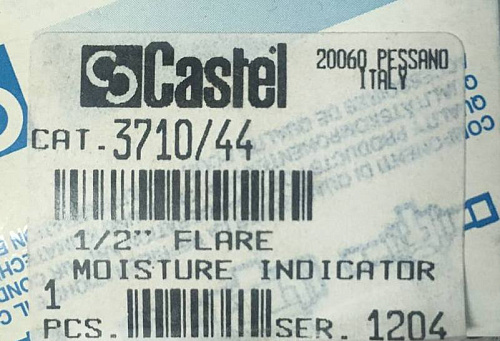 Castel
20060 PESSANO
ITALY
CAT. 3710/44
1/2" FLARE
MOISTURE INDICATOR
1
PCS. SER. 1204